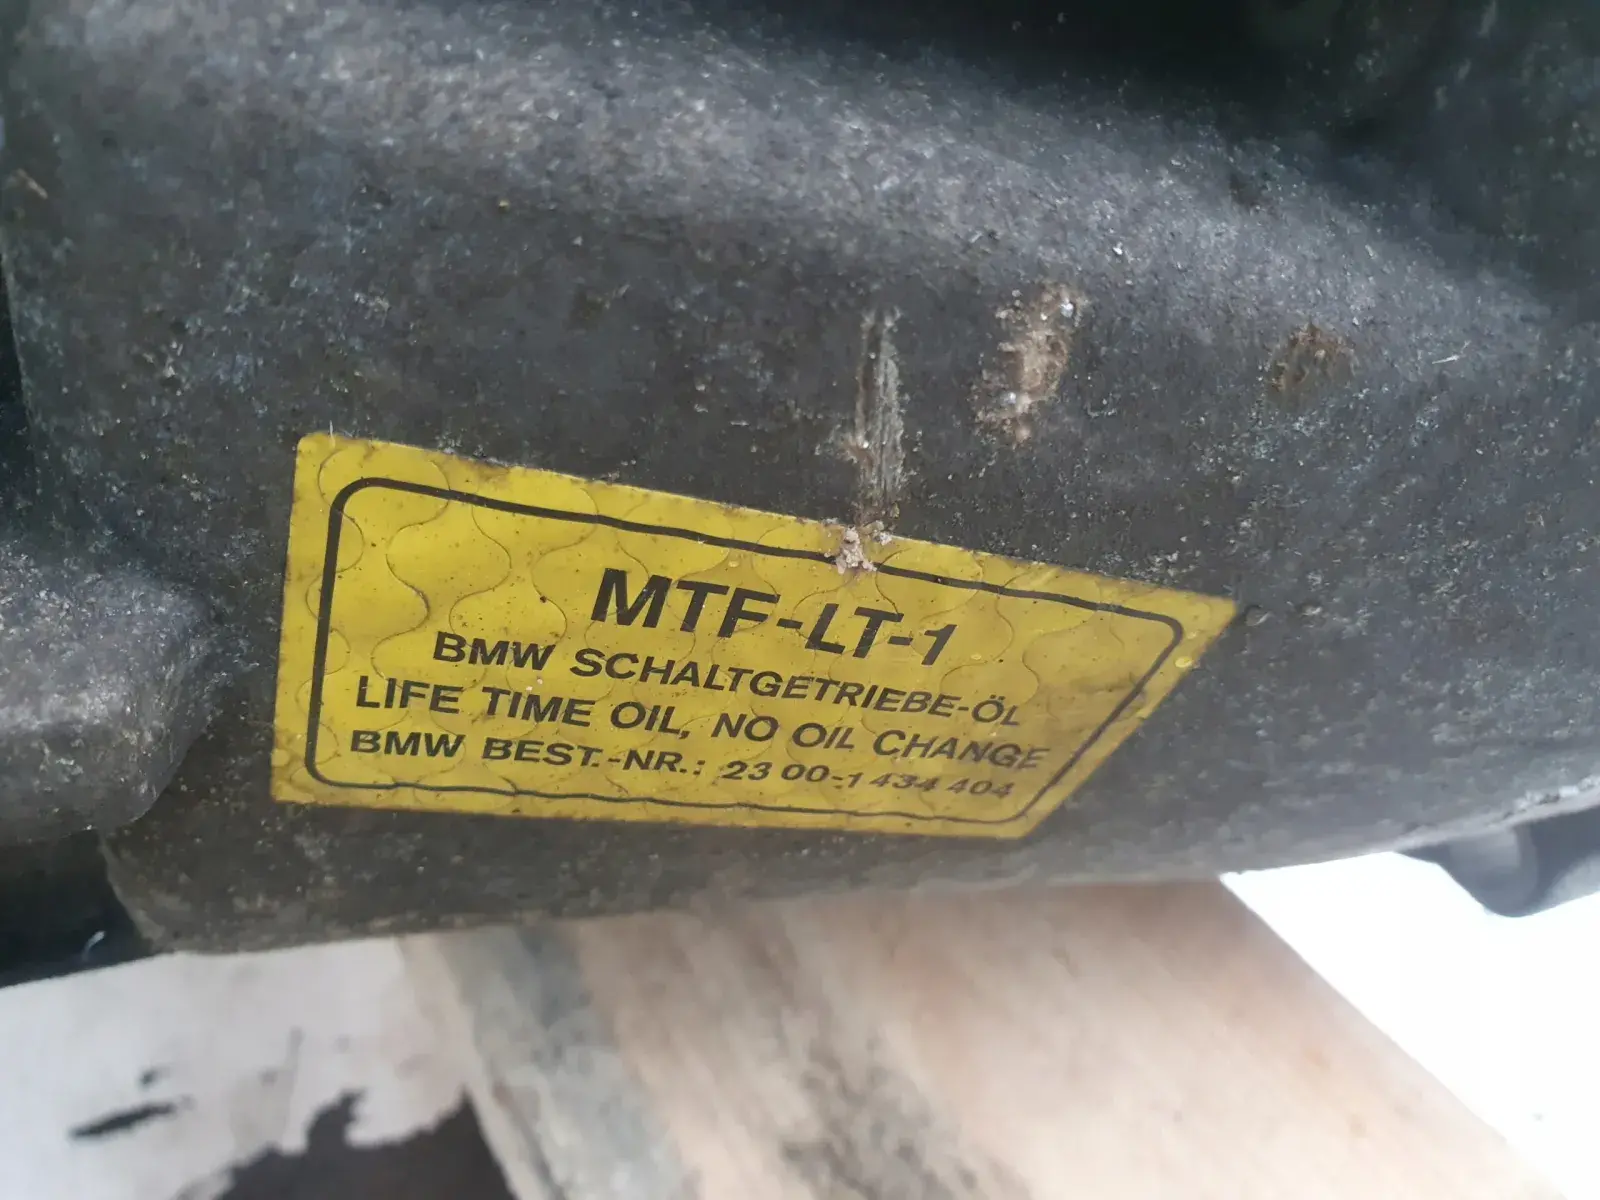 MTF-LT-1
BMW SCHALTGETRIEBE-ÖL
LIFE TIME OIL, NO OIL CHANGE
BMW BEST.-NR.: 23 00-1 434 404